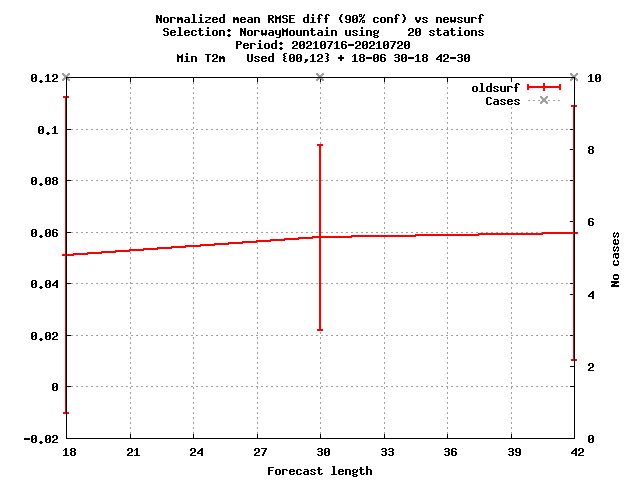 Normalized mean RMSE diff (90% conf) vs newsurf
Selection: NorwayMountain using    20 stations
Period: 20210716-20210720
Min T2m   Used {00,12} + 18-06 30-18 42-30
0.12
0.1
0.08
0.06
0.04
0.02
0
-0.02
oldsurf
Cases
10
8
6
4
2
0
No cases
18 21 24 27 30 33 36 39 42
Forecast length